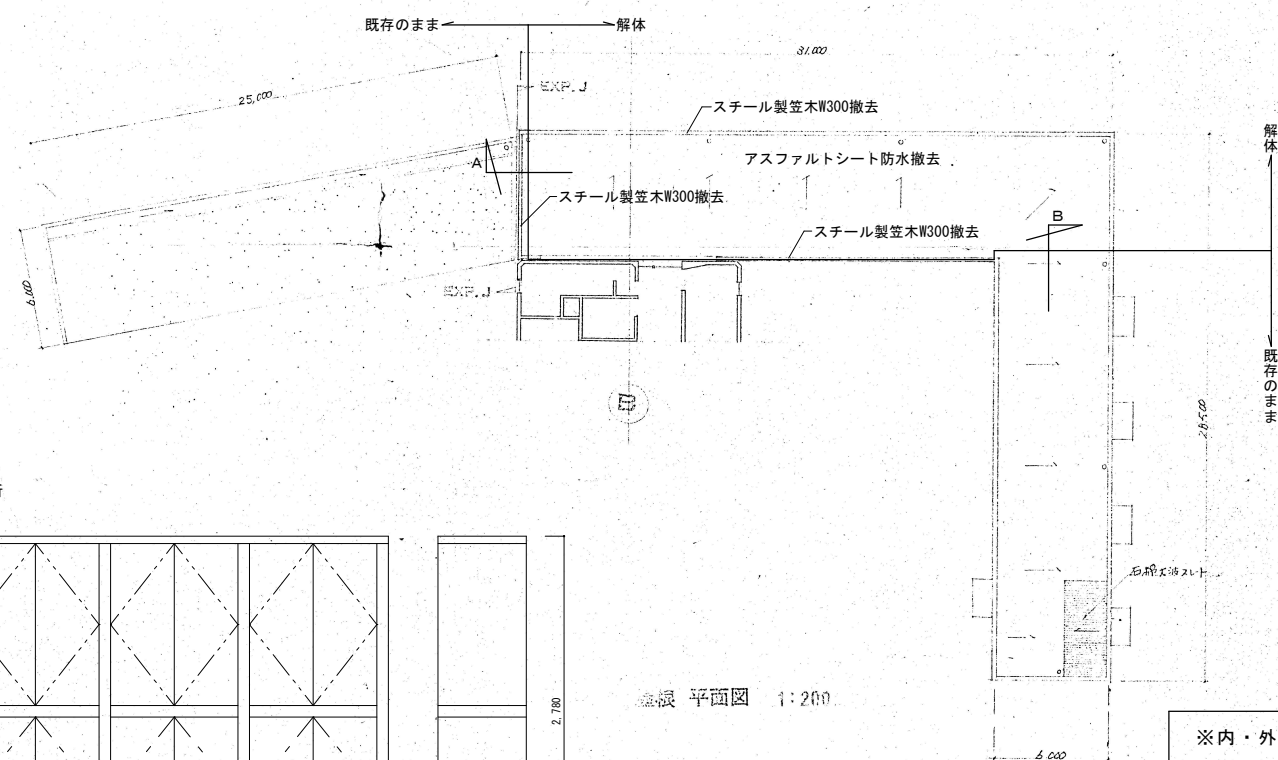 既存のまま
解体
31,000
25,000
EXP.J
スチール製笠木W300撤去
解体
アスファルトシート防水撤去
A
スチール製笠木W300撤去
B
スチール製笠木W300撤去
6,000
EXP.J
既存のまま
28,500
石綿大波スレート
屋根 平面図 1:200
2,780
6,000
※内・外